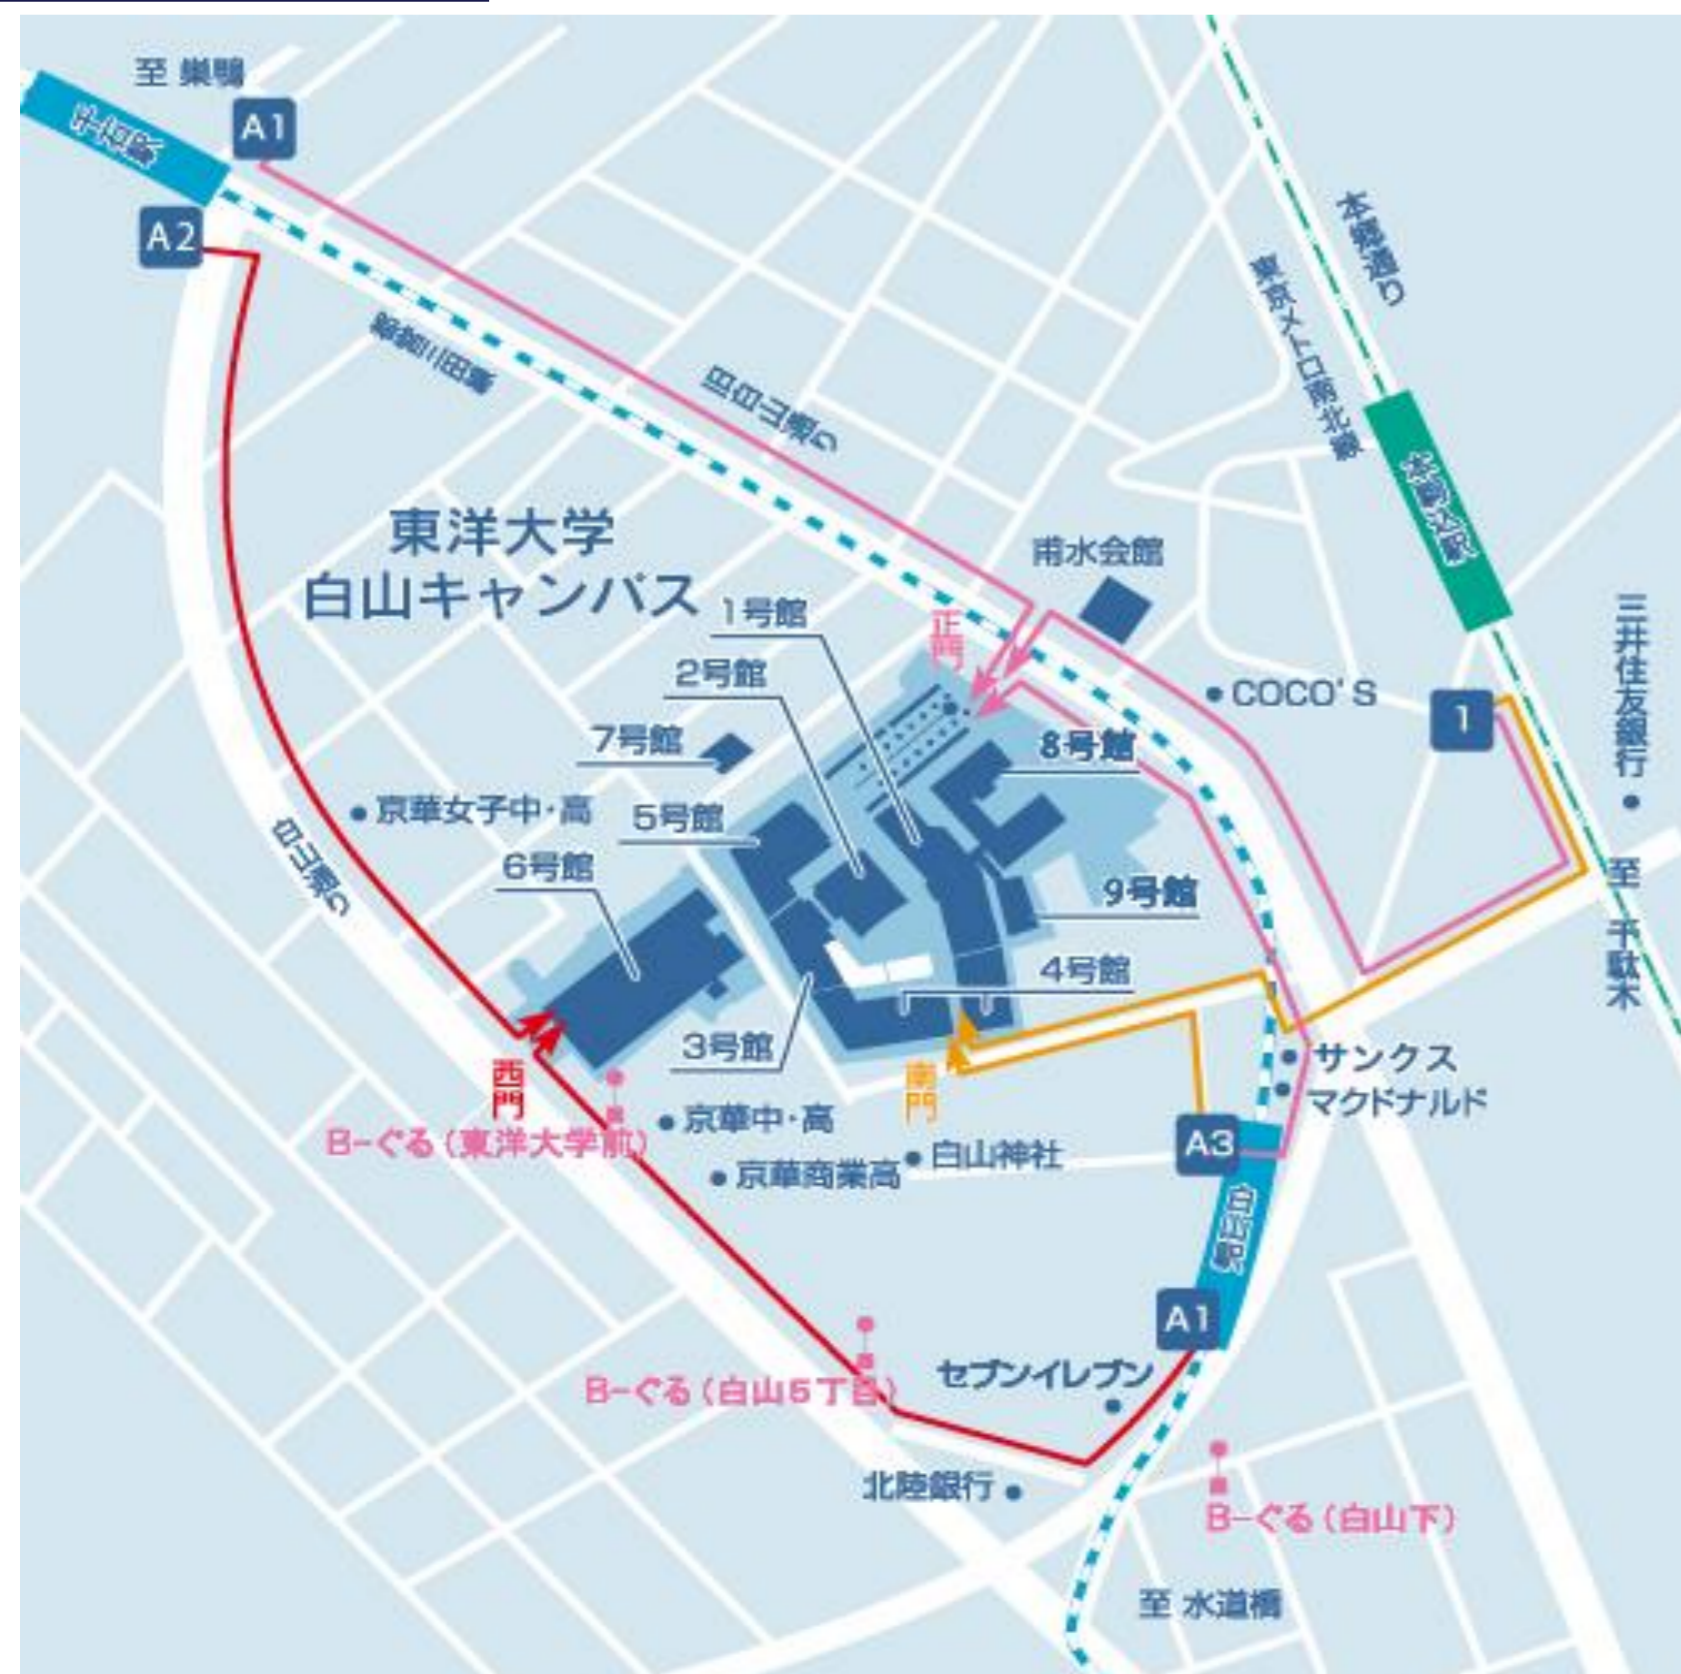 至 巣鴨
A1
千石駅
A2
本郷通り
東京メトロ南北線
都営三田線
旧白山通り
本駒込駅
東洋大学
白山キャンパス
甫水会館
三井住友銀行
1号館
正門
2号館
COCO'S
1
7号館
8号館
京華女子中・高
5号館
白山通り
6号館
9号館
至 千駄木
4号館
3号館
サンクス
西門
南門
マクドナルド
京華中・高
B-ぐる(東洋大学前)
A3
白山神社
京華商業高
白山駅
A1
セブンイレブン
B-ぐる(白山5丁目)
北陸銀行
B-ぐる(白山下)
至 水道橋